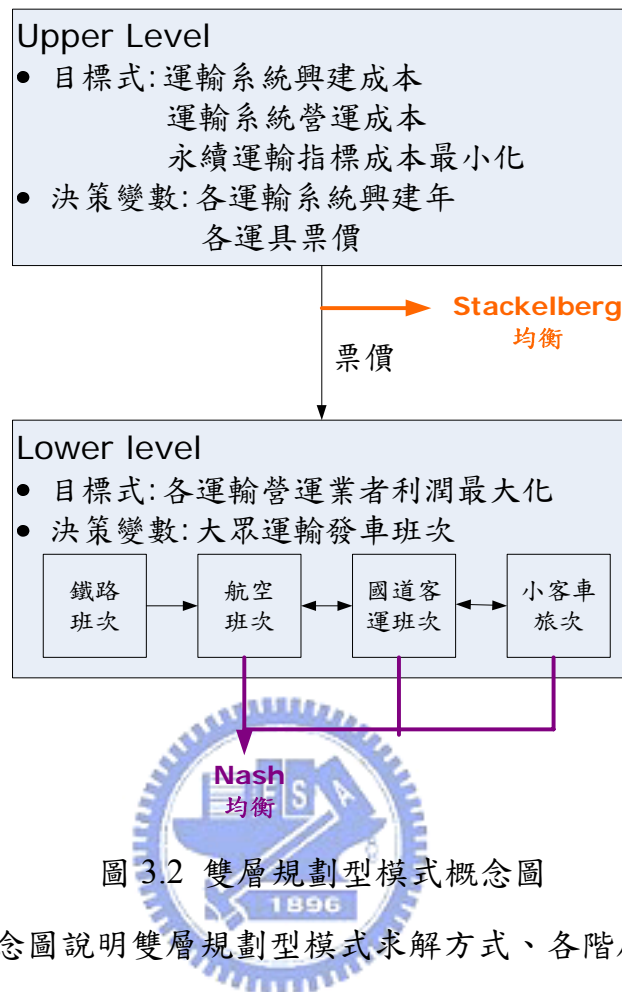 Upper Level
● 目標式:運輸系統興建成本
運輸系統營運成本
永續運輸指標成本最小化
● 決策變數:各運輸系統興建年
各運具票價
Stackelberg
均衡
票價
Lower level
● 目標式:各運輸營運業者利潤最大化
● 決策變數:大眾運輸發車班次
鐵路
班次
航空
班次
國道客
運班次
小客車
旅次
Nash
均衡
E S A
圖 3.2 雙層規劃型模式概念圖
1896
念圖說明雙層規劃型模式求解方式、各階